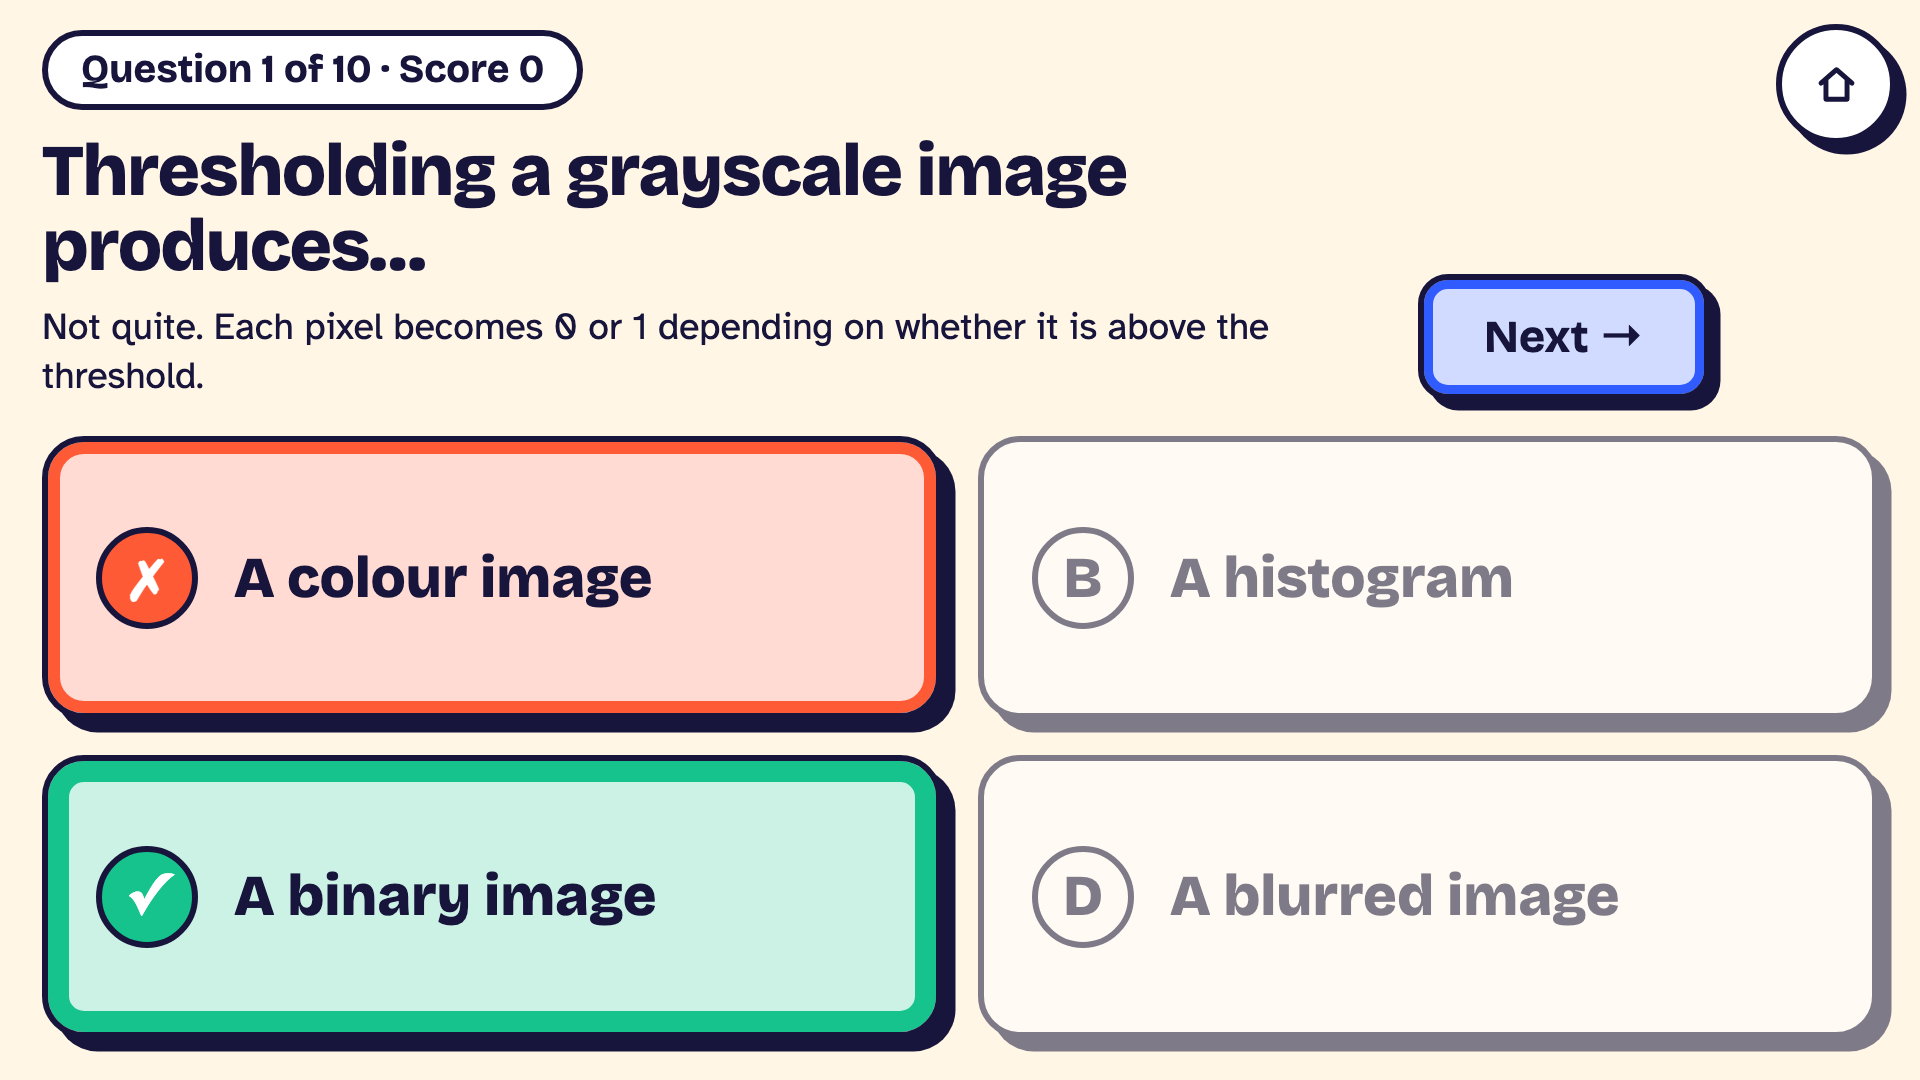 Question 1 of 10 · Score 0
Thresholding a grayscale image
produces...
Not quite. Each pixel becomes 0 or 1 depending on whether it is above the
threshold.
Next →
✗ A colour image
B A histogram
✓ A binary image
D A blurred image